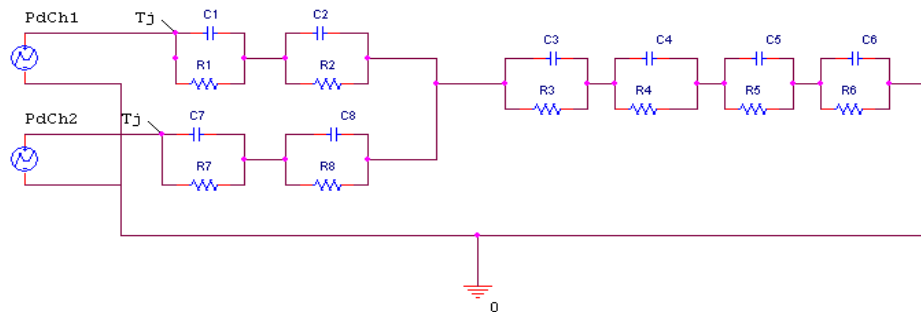 PdCh1 Tj C1 C2
R1 R2
C3 C4 C5 C6
R3 R4 R5 R6
PdCh2 Tj C7 C8
R7 R8
0